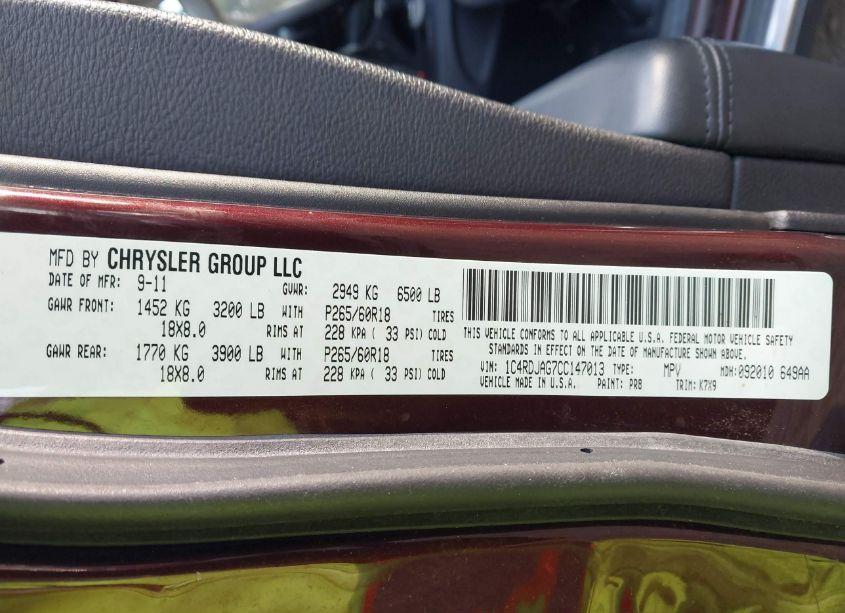 MFD BY CHRYSLER GROUP LLC
DATE OF MFR: 9-11 GVWR: 2949 KG 6500 LB
GAWR FRONT: 1452 KG 3200 LB WITH P265/60R18 TIRES
18X8.0 RIMS AT 228 KPA ( 33 PSI) COLD
GAWR REAR: 1770 KG 3900 LB WITH P265/60R18 TIRES
18X8.0 RIMS AT 228 KPA ( 33 PSI) COLD
THIS VEHICLE CONFORMS TO ALL APPLICABLE U.S.A. FEDERAL MOTOR VEHICLE SAFETY
STANDARDS IN EFFECT ON THE DATE OF MANUFACTURE SHOWN ABOVE.
VIN: 1C4RDJAG7CC147013 TYPE: MPV MDH: 092010 649AA
VEHICLE MADE IN U.S.A. PAINT: PR8 TRIM: K7X9